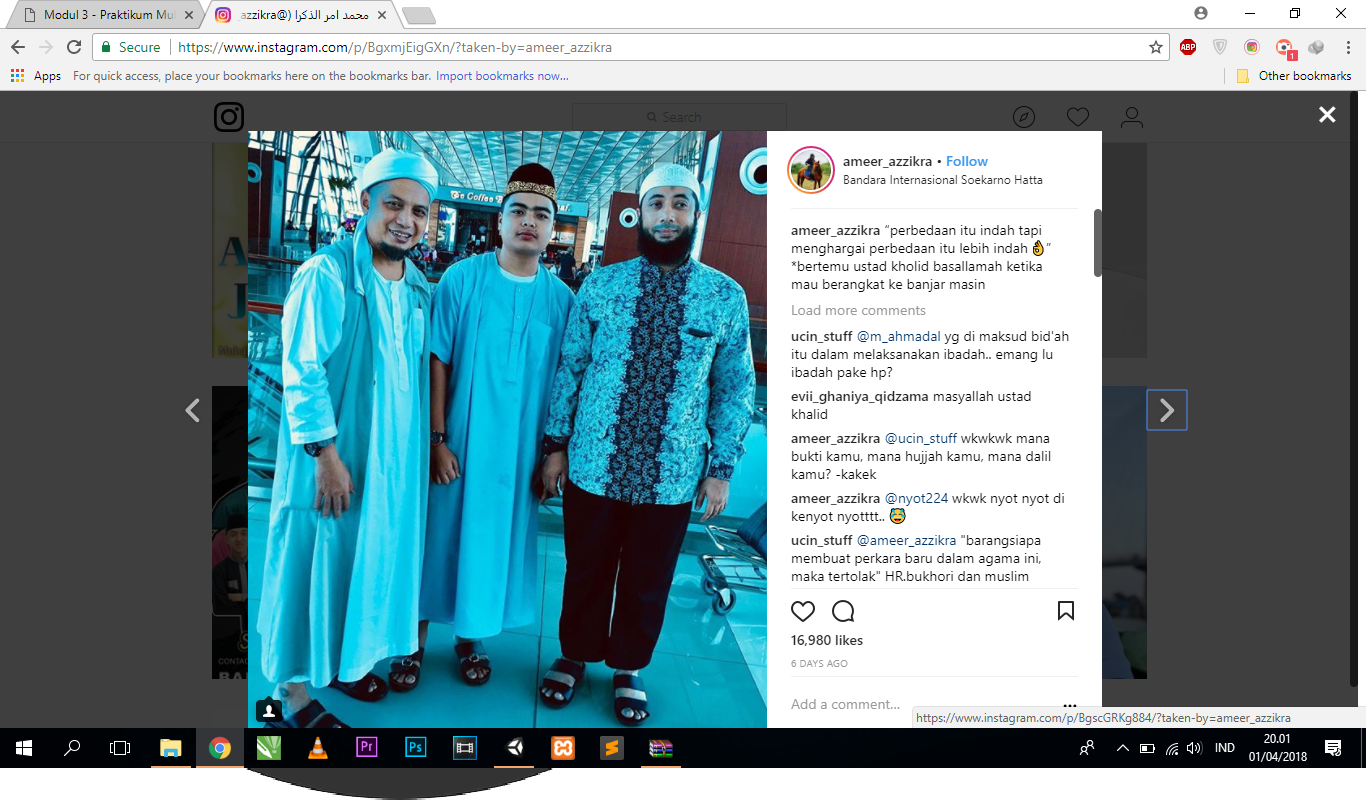 Modul 3 - Praktikum Mul
محمد امر الذكرا (@azzikra
Secure
https://www.instagram.com/p/BgxmjEigGXn/?taken-by=ameer_azzikra
ABP
1
Apps
For quick access, place your bookmarks here on the bookmarks bar. Import bookmarks now...
Other bookmarks
Search
The Coffee
ameer_azzikra • Follow
Bandara Internasional Soekarno Hatta
ameer_azzikra “perbedaan itu indah tapi
menghargai perbedaan itu lebih indah 👌”
*bertemu ustad kholid basallamah ketika
mau berangkat ke banjar masin
Load more comments
ucin_stuff @m_ahmadal yg di maksud bid'ah
itu dalam melaksanakan ibadah.. emang lu
ibadah pake hp?
evii_ghaniya_qidzama masyallah ustad
khalid
ameer_azzikra @ucin_stuff wkwkwk mana
bukti kamu, mana hujjah kamu, mana dalil
kamu? -kakek
ameer_azzikra @nyot224 wkwk nyot nyot di
kenyot nyotttt..
ucin_stuff @ameer_azzikra "barangsiapa
membuat perkara baru dalam agama ini,
maka tertolak" HR.bukhori dan muslim
16,980 likes
6 DAYS AGO
Add a comment...
https://www.instagram.com/p/BgscGRKg884/?taken-by=ameer_azzikra
Pr
Ps
IND
20.01
01/04/2018